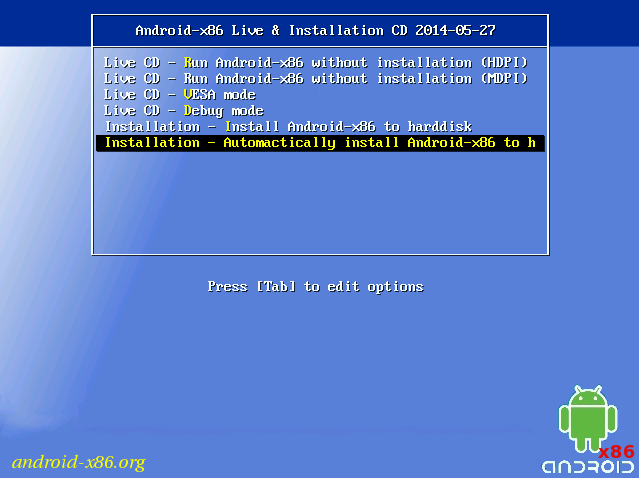 Android-x86 Live & Installation CD 2014-05-27
Live CD - Run Android-x86 without installation (HDPI)
Live CD - Run Android-x86 without installation (MDPI)
Live CD - VESA mode
Live CD - Debug mode
Installation - Install Android-x86 to harddisk
Installation - Automactically install Android-x86 to h
Press [Tab] to edit options
android-x86.org
x86
ANDROID